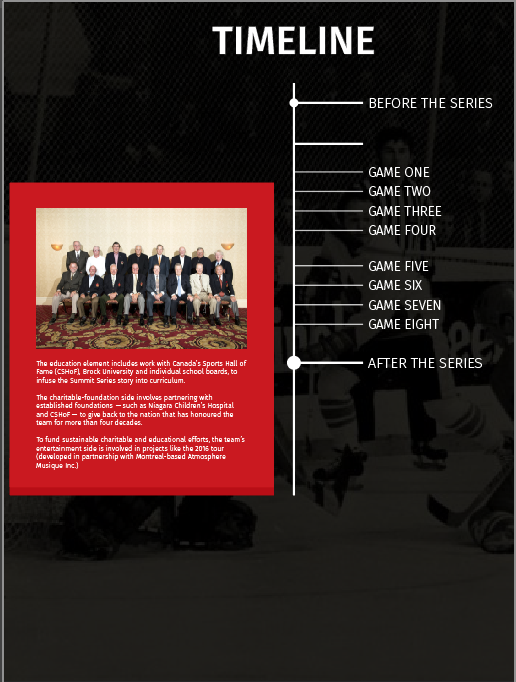 TIMELINE
BEFORE THE SERIES
GAME ONE
GAME TWO
GAME THREE
GAME FOUR
GAME FIVE
GAME SIX
GAME SEVEN
GAME EIGHT
AFTER THE SERIES
The education element includes work with Canada's Sports Hall of
Fame (CSHoF), Brock University and individual school boards, to
infuse the Summit Series story into curriculum.
The charitable-foundation side involves partnering with
established foundations — such as Niagara Children's Hospital
and CSHoF — to give back to the nation that has honoured the
team for more than four decades.
To fund sustainable charitable and educational efforts, the team's
entertainment side is involved in projects like the 2016 tour
(developed in partnership with Montreal-based Atmosphere
Musique Inc.)